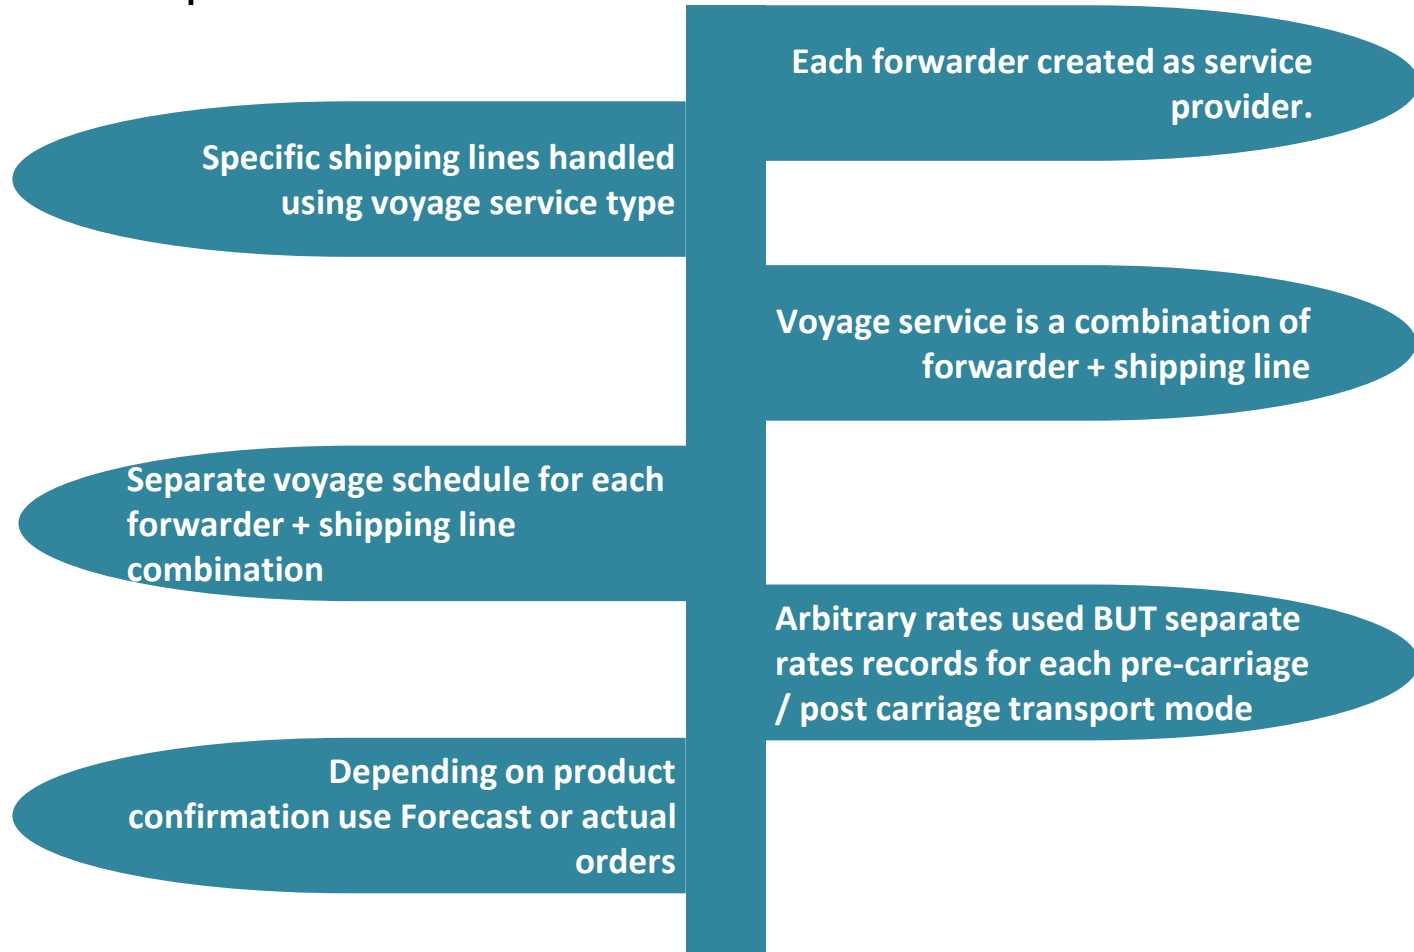 Each forwarder created as service
provider.
Specific shipping lines handled
using voyage service type
Voyage service is a combination of
forwarder + shipping line
Separate voyage schedule for each
forwarder + shipping line
combination
Arbitrary rates used BUT separate
rates records for each pre-carriage
/ post carriage transport mode
Depending on product
confirmation use Forecast or actual
orders